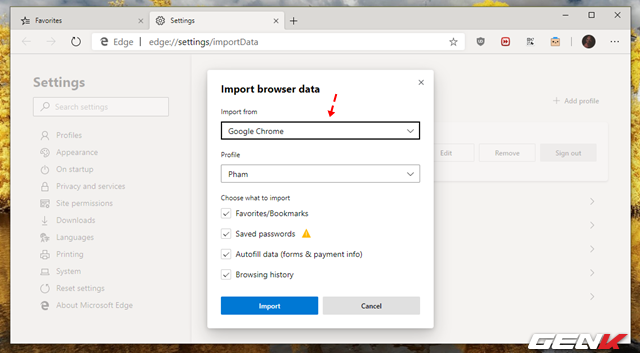 Favorites
Settings
Edge
edge://settings/importData
Settings
Search settings
Profiles
Appearance
On startup
Privacy and services
Site permissions
Downloads
Languages
Printing
System
Reset settings
About Microsoft Edge
Add profile
Edit
Remove
Sign out
Import browser data
Import from
Google Chrome
Profile
Pham
Choose what to import
Favorites/Bookmarks
Saved passwords
Autofill data (forms & payment info)
Browsing history
Import
Cancel
GENK